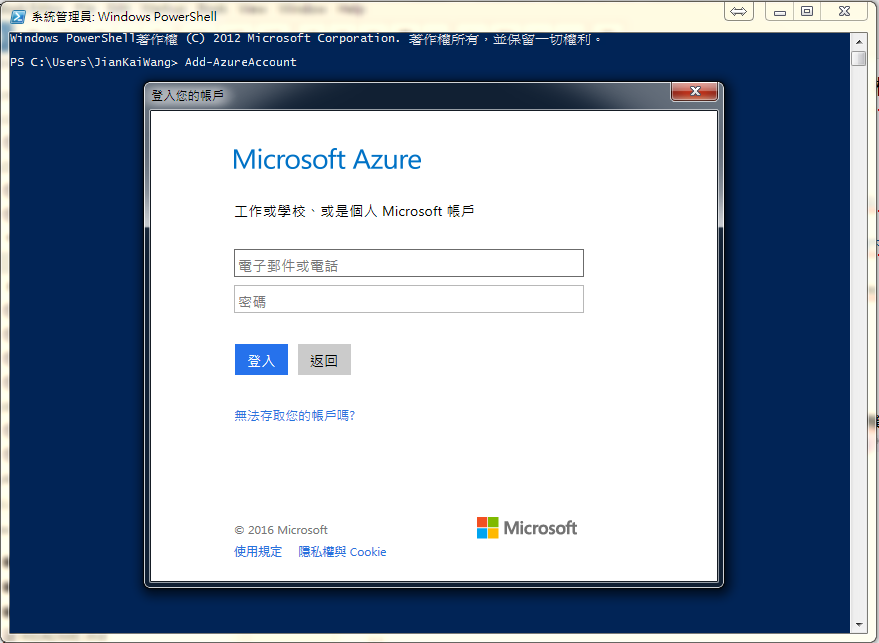 系統管理員: Windows PowerShell
Windows PowerShell著作權 (C) 2012 Microsoft Corporation. 著作權所有，並保留一切權利。
PS C:\Users\JianKaiWang> Add-AzureAccount
登入您的帳戶
Microsoft Azure
工作或學校、或是個人 Microsoft 帳戶
電子郵件或電話
密碼
登入 返回
無法存取您的帳戶嗎?
© 2016 Microsoft
Microsoft
使用規定 隱私權與 Cookie